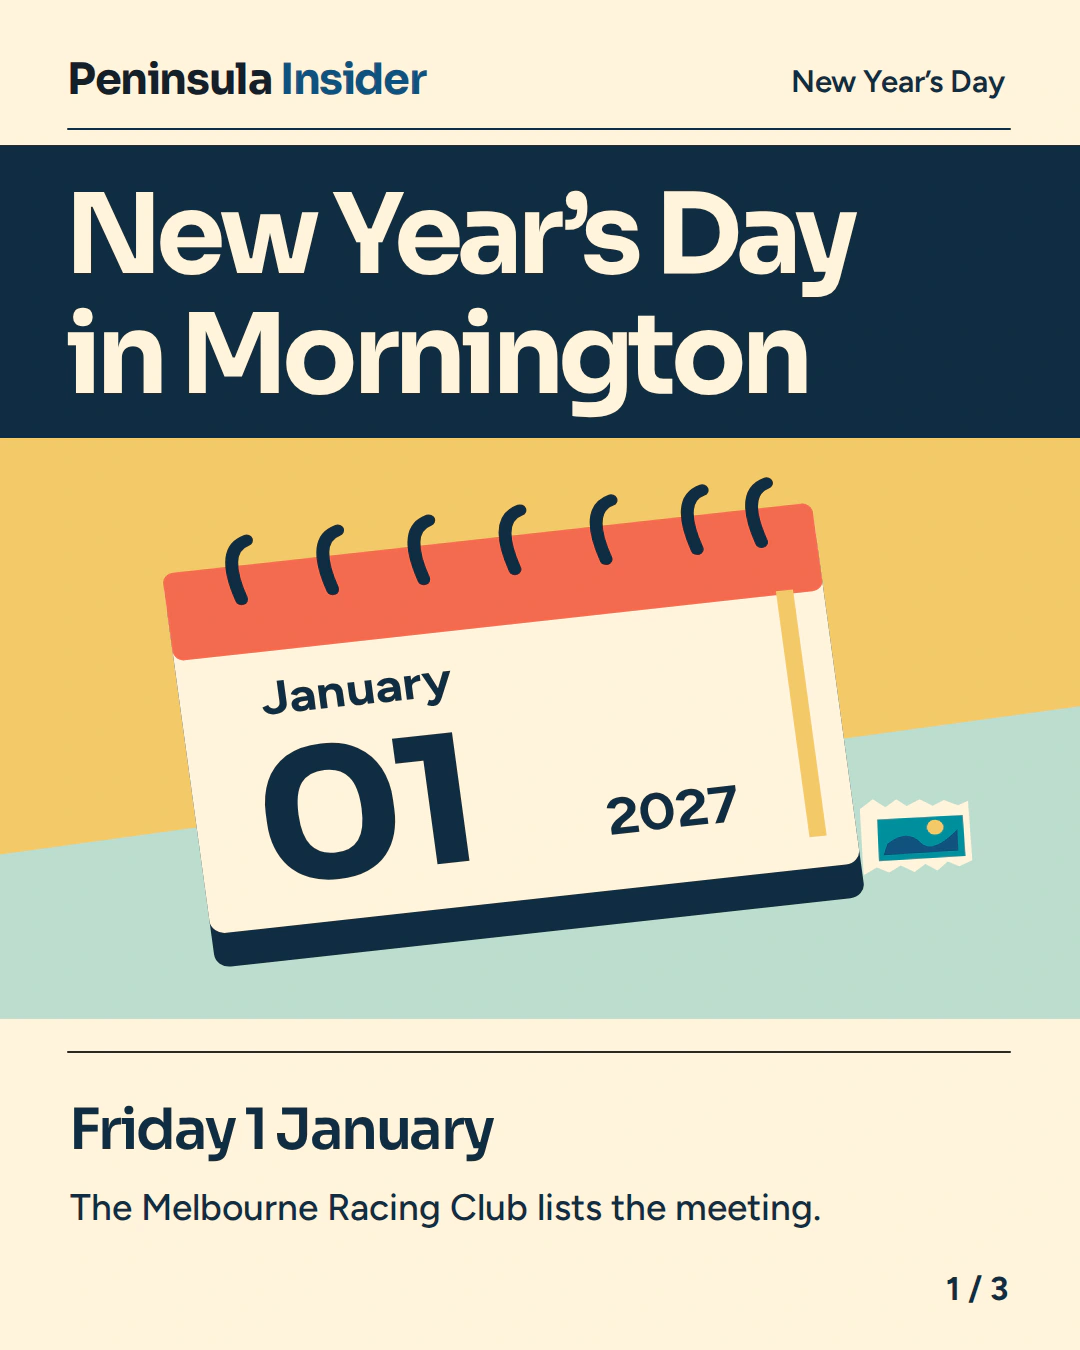 Peninsula Insider
New Year’s Day
New Year’s Day
in Mornington
January
01
2027
Friday 1 January
The Melbourne Racing Club lists the meeting.
1 / 3